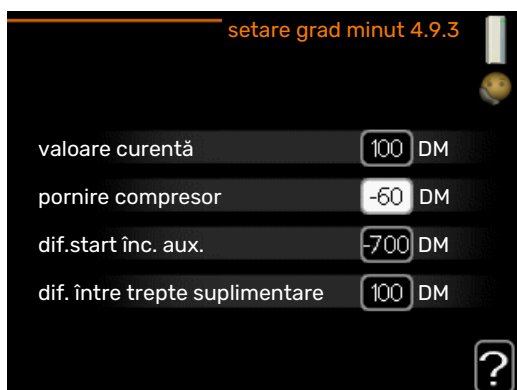 setare grad minut 4.9.3
valoare curentă 100 DM
pornire compresor -60 DM
dif.start înc. aux. -700 DM
dif. între trepte suplimentare 100 DM
?